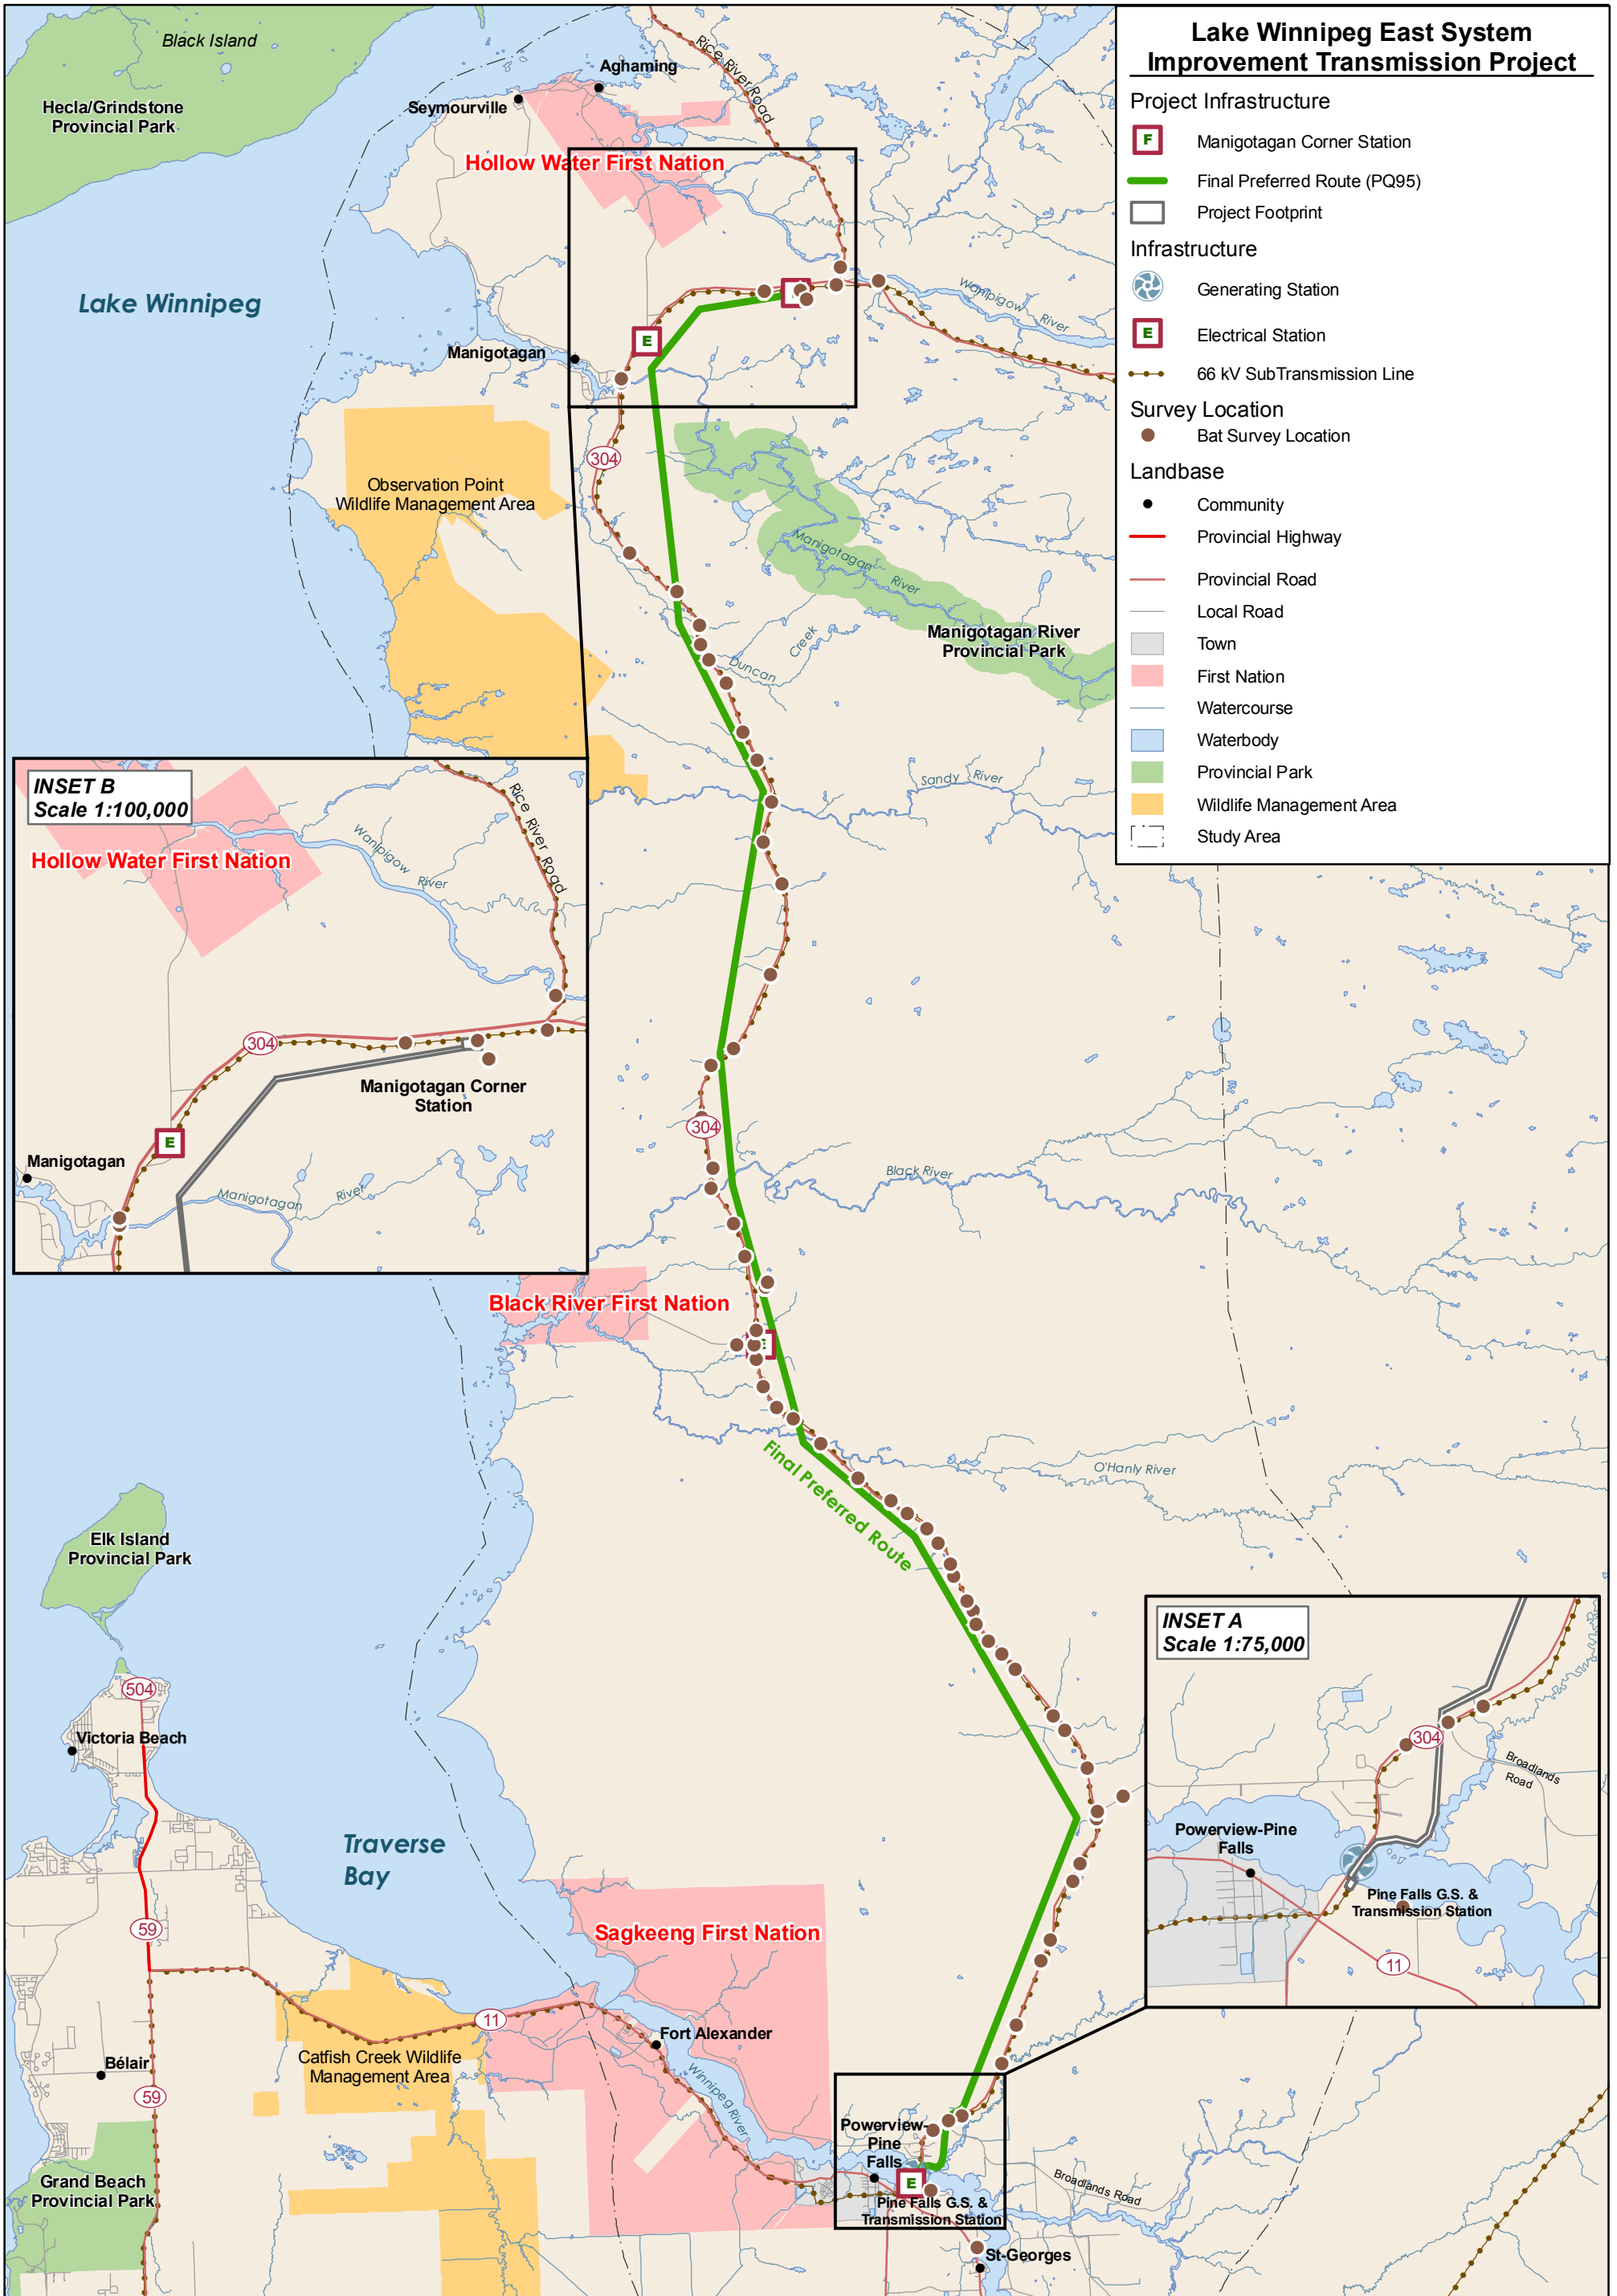 Lake Winnipeg East System
Improvement Transmission Project
Project Infrastructure
F
Manigotagan Corner Station
Final Preferred Route (PQ95)
Project Footprint
Infrastructure
Generating Station
E
Electrical Station
66 kV SubTransmission Line
Survey Location
Bat Survey Location
Landbase
Community
Provincial Highway
Provincial Road
Local Road
Town
First Nation
Watercourse
Waterbody
Provincial Park
Wildlife Management Area
Study Area
Black Island
Hecla/Grindstone
Provincial Park
Aghaming
Seymourville
Rice River Road
Hollow Water First Nation
Lake Winnipeg
Wanipigow
River
E
Manigotagan
304
Observation Point
Wildlife Management Area
Manigotagan
River
Manigotagan River
Provincial Park
Duncan
Creek
Sandy River
INSET B
Scale 1:100,000
Hollow Water First Nation
Rice River Road
Wanipigow
River
304
Manigotagan Corner
Station
E
Manigotagan
Manigotagan
River
304
Black River
Black River First Nation
E
Final Preferred Route
O'Hanly River
Elk Island
Provincial Park
504
Victoria Beach
Traverse
Bay
59
Sagkeeng First Nation
11
Fort Alexander
Catfish Creek Wildlife
Management Area
Bélair
59
Winnipeg River
Grand Beach
Provincial Park
Powerview-
Pine
Falls
E
Pine Falls G.S. &
Transmission Station
Broadlands Road
St-Georges
INSET A
Scale 1:75,000
304
Broadlands
Road
Powerview-Pine
Falls
Pine Falls G.S. &
Transmission Station
11